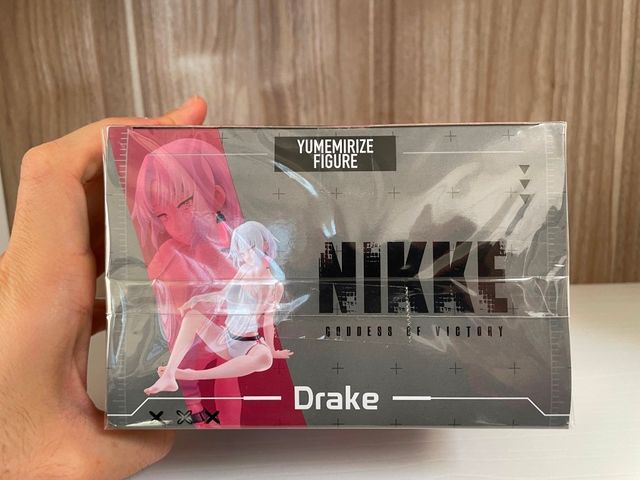 YUMEMIRIZE
FIGURE
NIKKE
GODDESS OF VICTORY
Drake